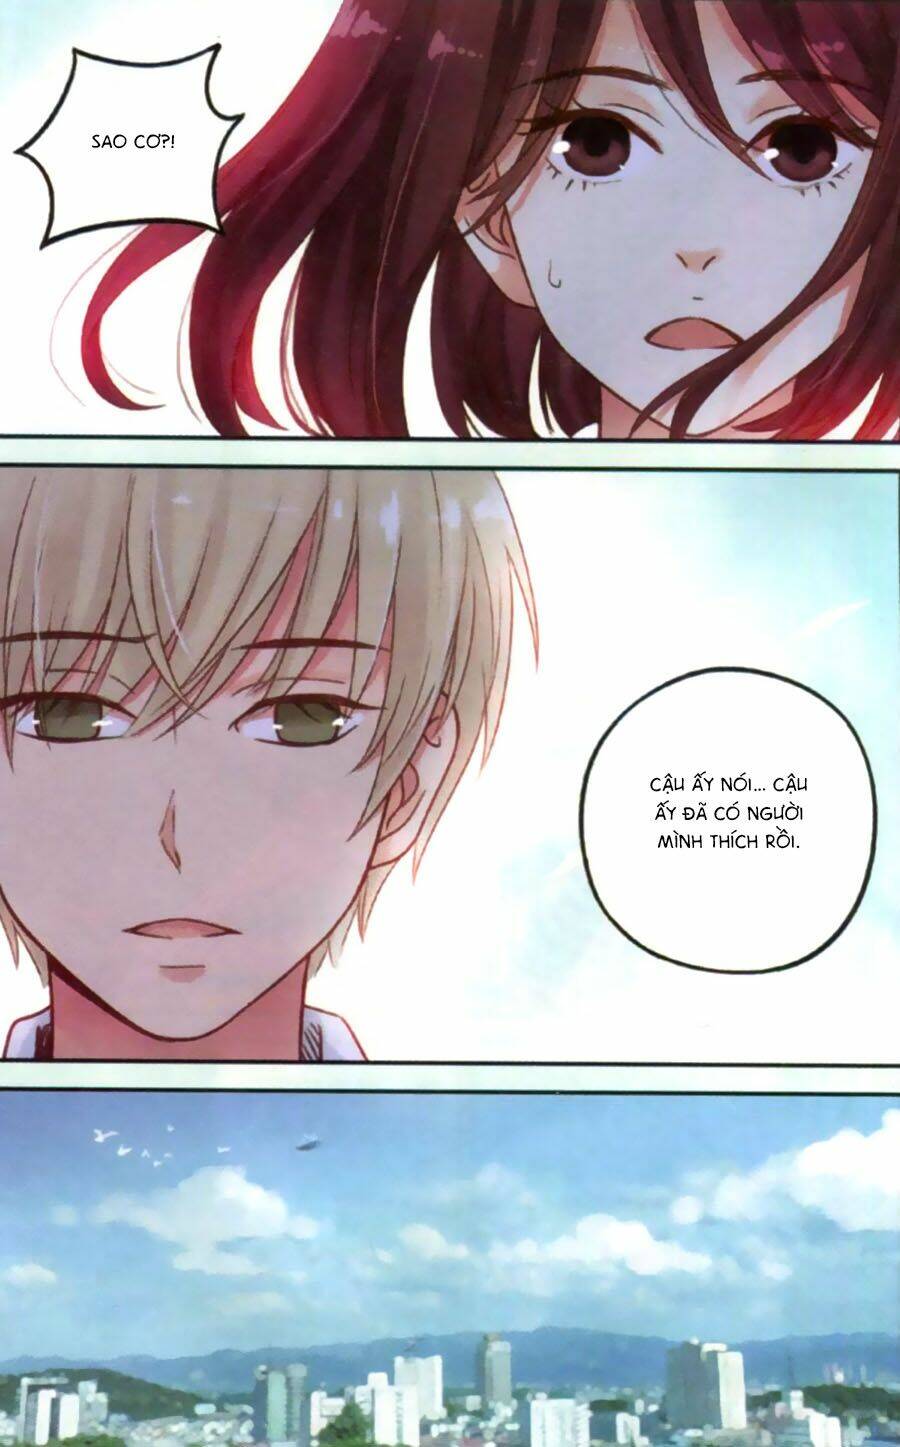 SAO CƠ?!
CẬU ẤY NÓI... CẬU
ẤY ĐÃ CÓ NGƯỜI
MÌNH THÍCH RỒI.